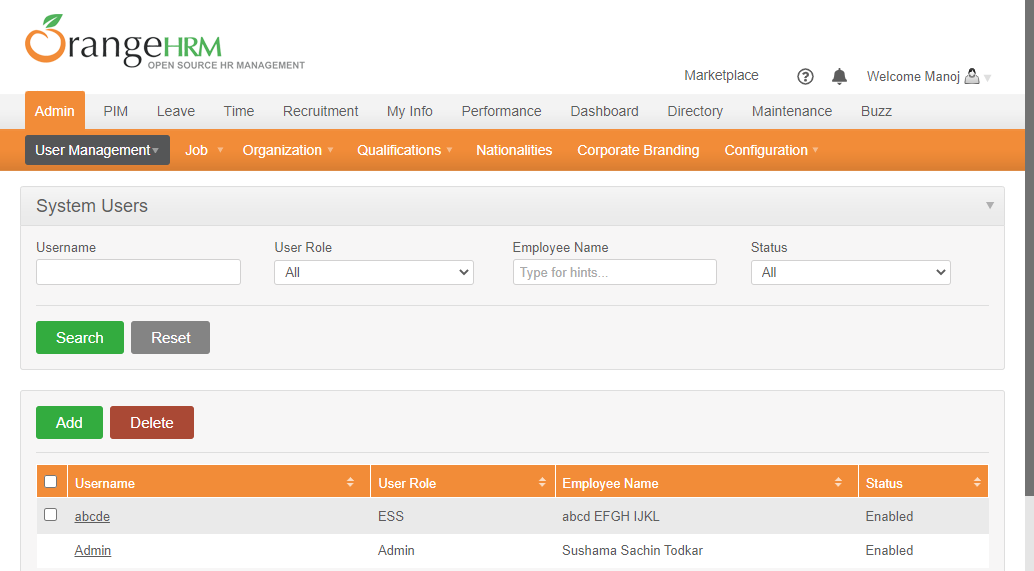 OrangeHRM
OPEN SOURCE HR MANAGEMENT
Marketplace ? Welcome Manoj
Admin PIM Leave Time Recruitment My Info Performance Dashboard Directory Maintenance Buzz
User Management Job Organization Qualifications Nationalities Corporate Branding Configuration
System Users
Username User Role Employee Name Status
All Type for hints... All
Search Reset
Add Delete
Username User Role Employee Name Status
abcde ESS abcd EFGH IJKL Enabled
Admin Admin Sushama Sachin Todkar Enabled